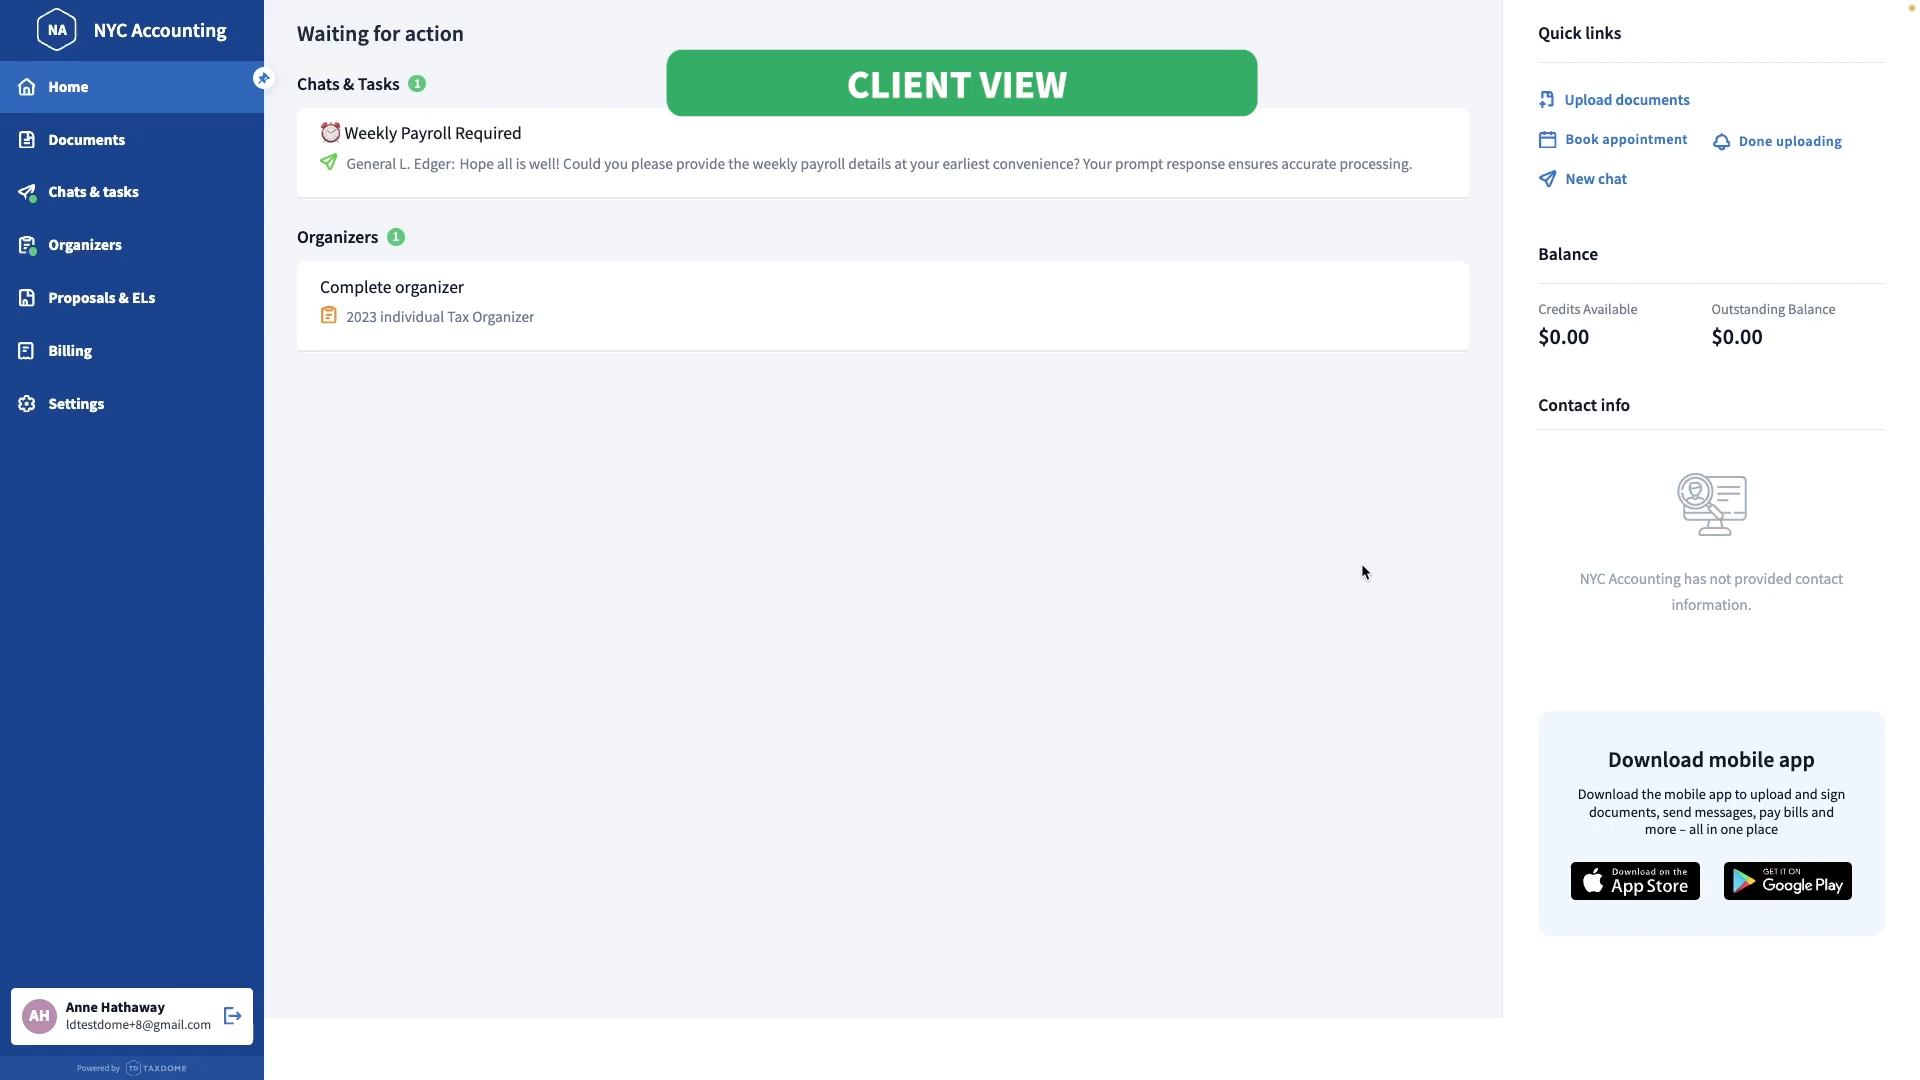 NA NYC Accounting
Home
Documents
Chats & tasks
Organizers
Proposals & ELs
Billing
Settings
AH
Anne Hathaway
ldtestdome+8@gmail.com
Powered by TD TAXDOME
Waiting for action
CLIENT VIEW
Chats & Tasks 1
Weekly Payroll Required
General L. Edger: Hope all is well! Could you please provide the weekly payroll details at your earliest convenience? Your prompt response ensures accurate processing.
Organizers 1
Complete organizer
2023 individual Tax Organizer
Quick links
Upload documents
Book appointment Done uploading
New chat
Balance
Credits Available Outstanding Balance
$0.00 $0.00
Contact info
NYC Accounting has not provided contact
information.
Download mobile app
Download the mobile app to upload and sign
documents, send messages, pay bills and
more – all in one place
Download on the
App Store
GET IT ON
Google Play